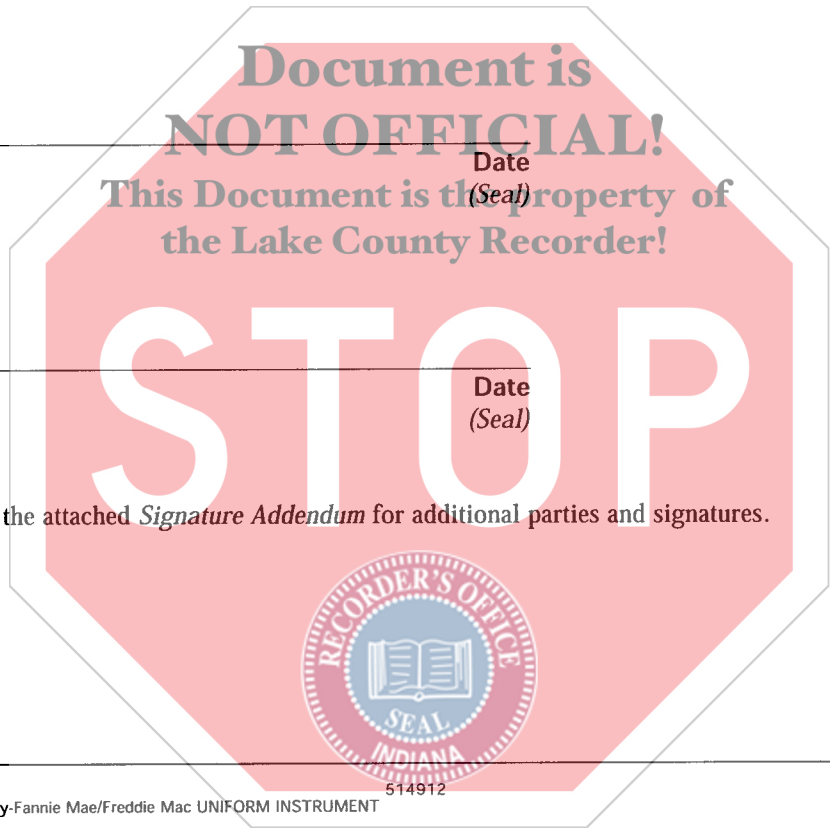 Document is
NOT OFFICIAL!
Date
This Document is the property of
(Seal)
the Lake County Recorder!
STOP
Date
(Seal)
the attached Signature Addendum for additional parties and signatures.
RECORDER'S OFFICE
SEAL
INDIANA
514912
y-Fannie Mae/Freddie Mac UNIFORM INSTRUMENT